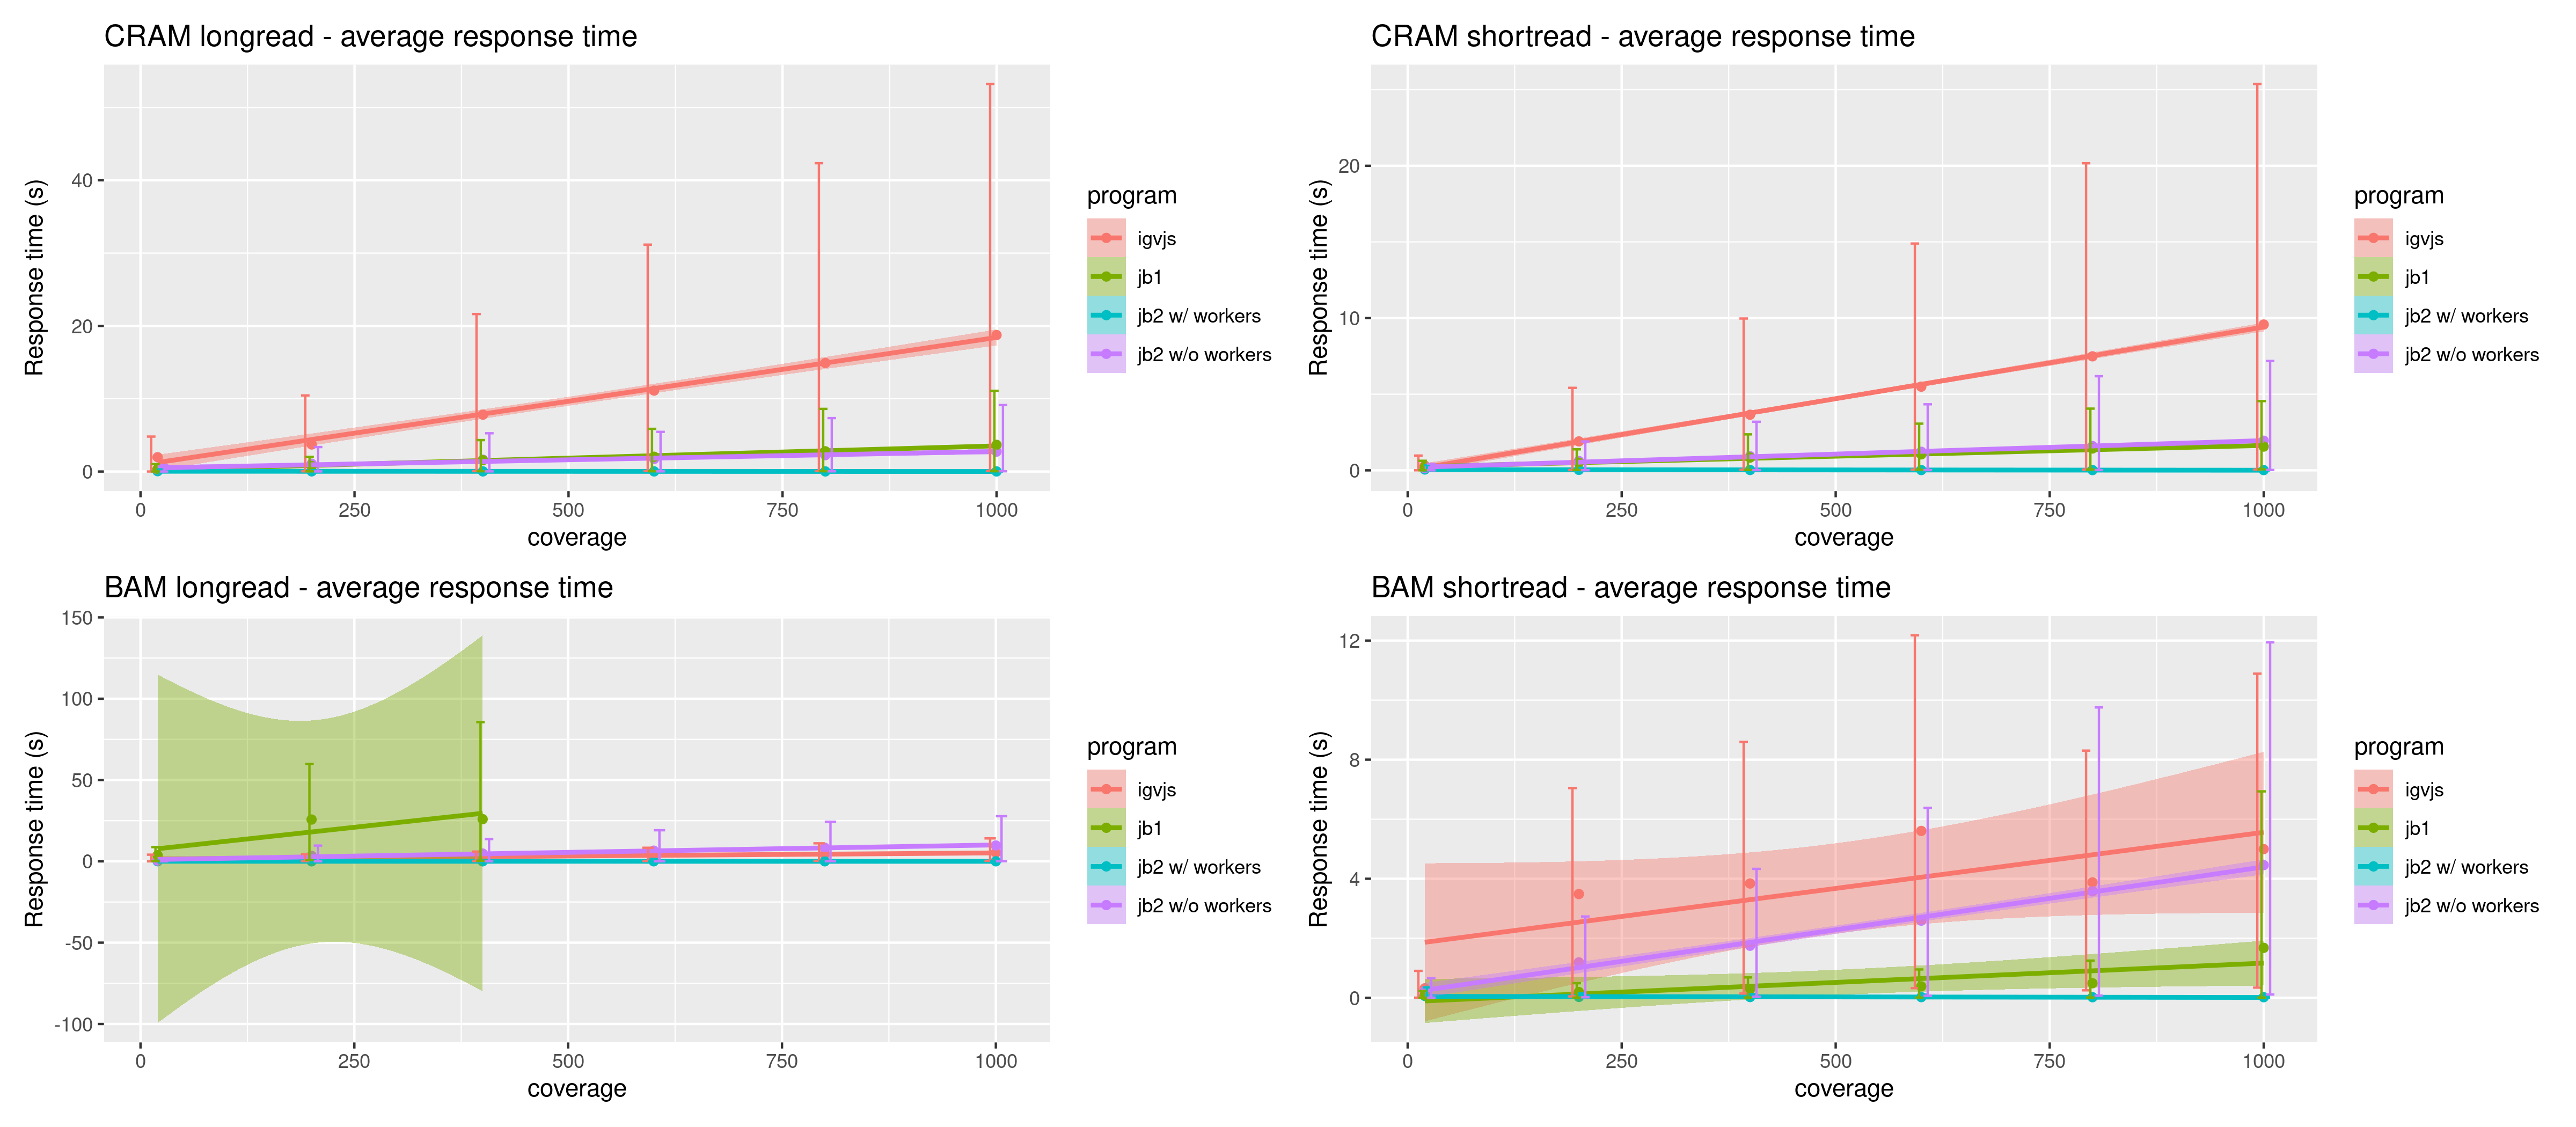 CRAM longread - average response time
Response time (s)
40
20
0
0 250 500 750 1000
coverage
program
igvjs
jb1
jb2 w/ workers
jb2 w/o workers
CRAM shortread - average response time
Response time (s)
20
10
0
0 250 500 750 1000
coverage
program
igvjs
jb1
jb2 w/ workers
jb2 w/o workers
BAM longread - average response time
Response time (s)
150
100
50
0
-50
-100
0 250 500 750 1000
coverage
program
igvjs
jb1
jb2 w/ workers
jb2 w/o workers
BAM shortread - average response time
Response time (s)
12
8
4
0
0 250 500 750 1000
coverage
program
igvjs
jb1
jb2 w/ workers
jb2 w/o workers